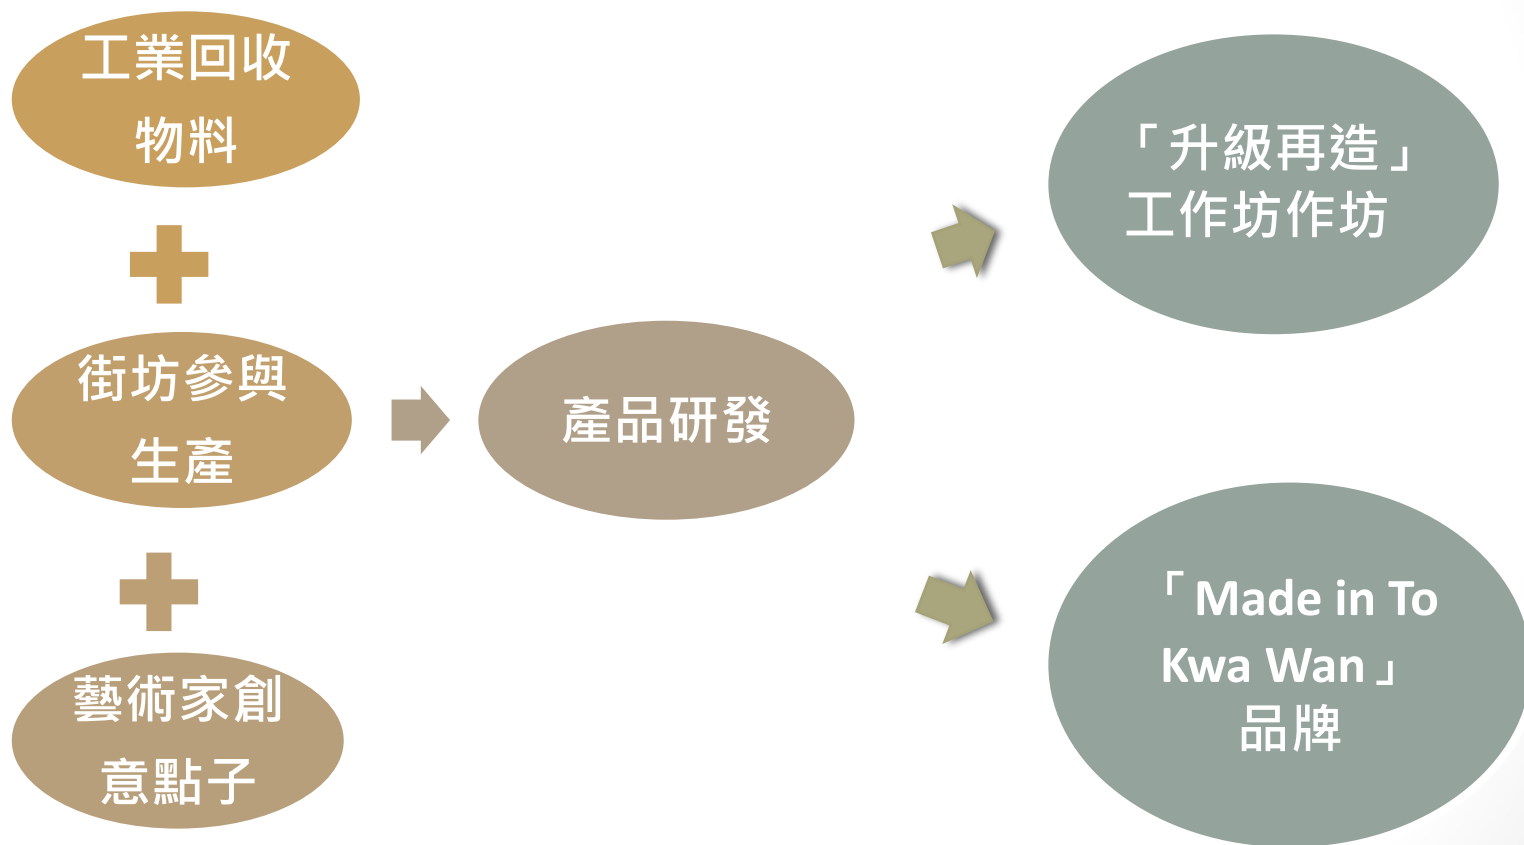 工業回收
物料
街坊參與
生產
藝術家創
意點子
產品研發
「升級再造」
工作坊作坊
「Made in To
Kwa Wan」
品牌